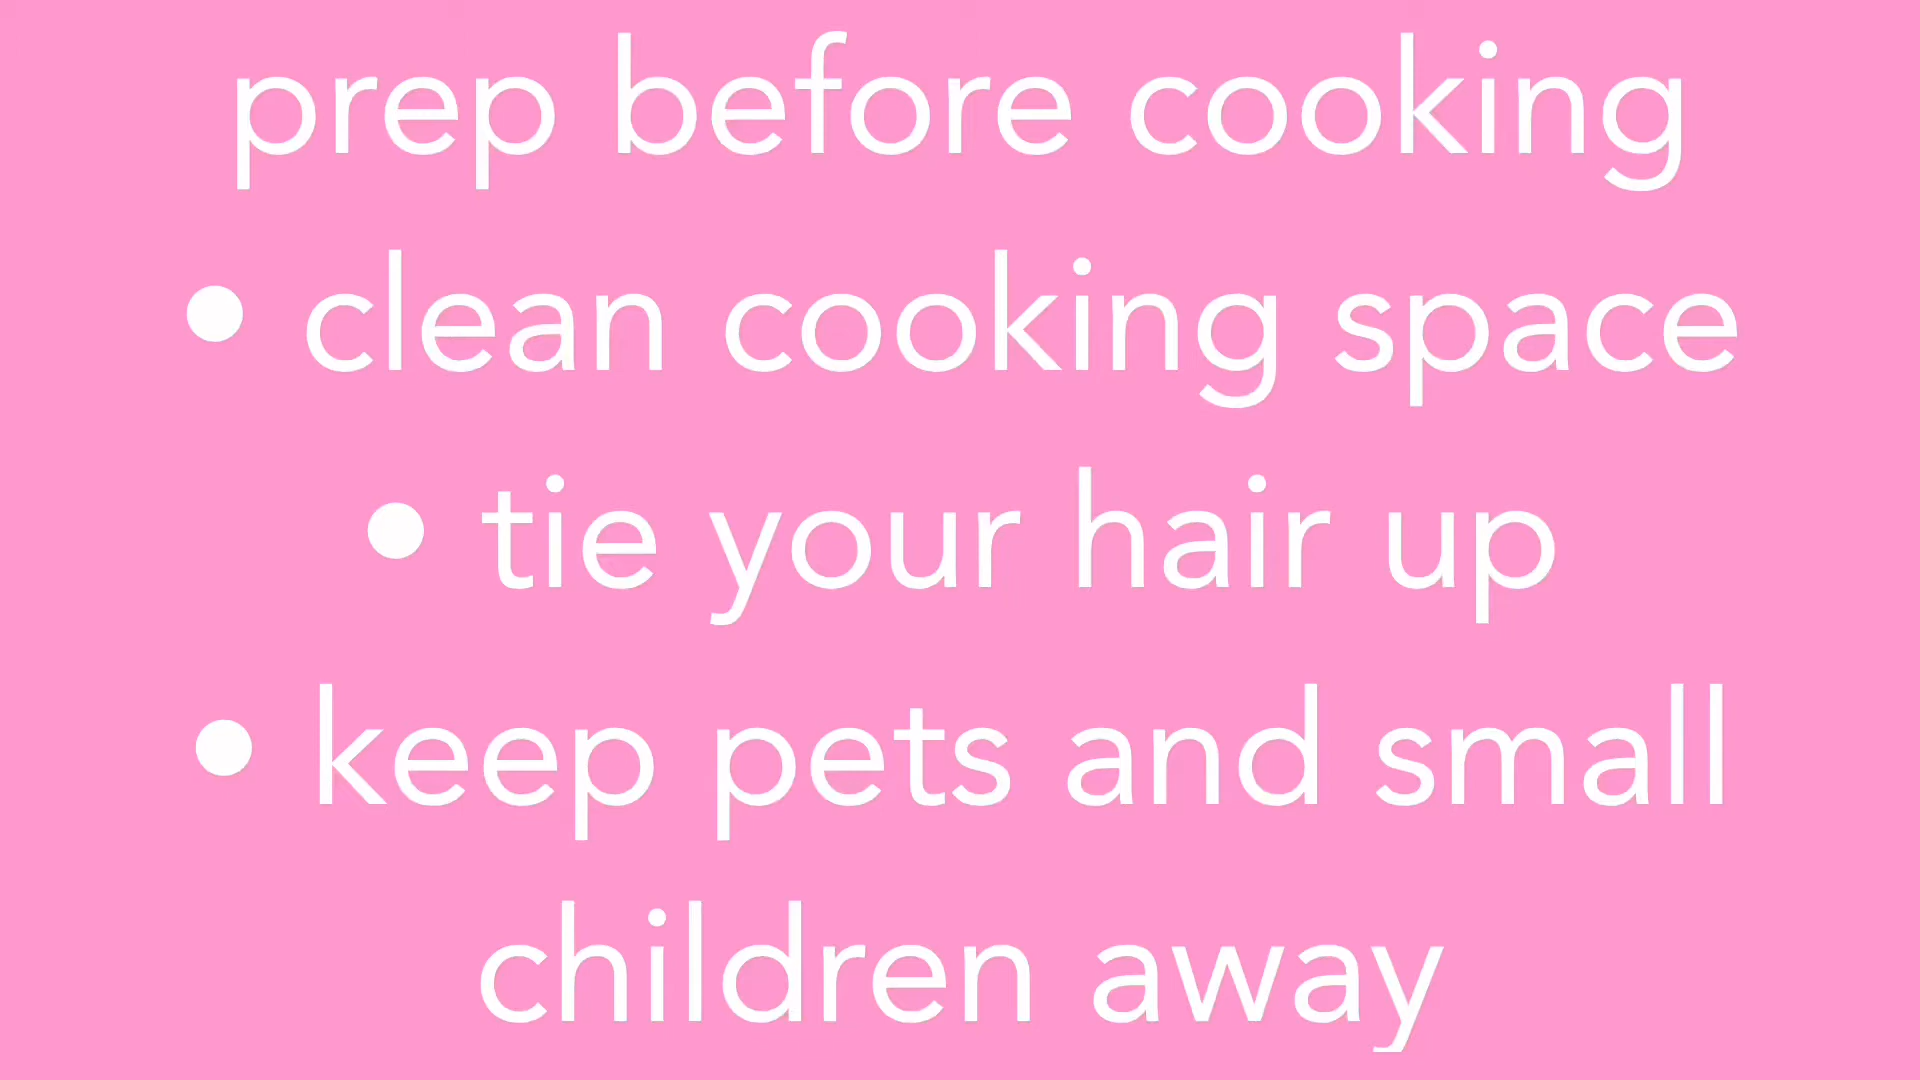 prep before cooking
• clean cooking space
• tie your hair up
• keep pets and small
children away